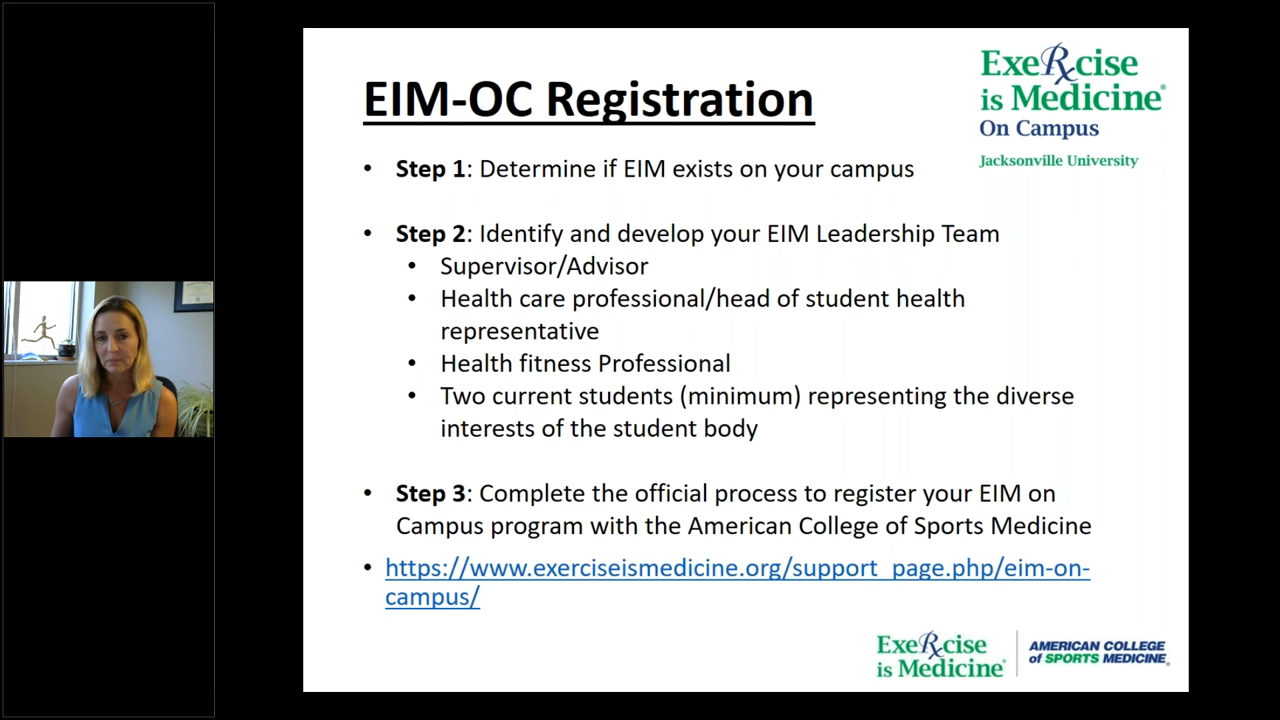 EIM-OC Registration
ExeRxcise
is Medicine®
On Campus
Jacksonville University
• Step 1: Determine if EIM exists on your campus
• Step 2: Identify and develop your EIM Leadership Team
• Supervisor/Advisor
• Health care professional/head of student health
representative
• Health fitness Professional
• Two current students (minimum) representing the diverse
interests of the student body
• Step 3: Complete the official process to register your EIM on
Campus program with the American College of Sports Medicine
• https://www.exerciseismedicine.org/support_page.php/eim-on-
campus/
ExeRxcise
is Medicine®
AMERICAN COLLEGE
of SPORTS MEDICINE®